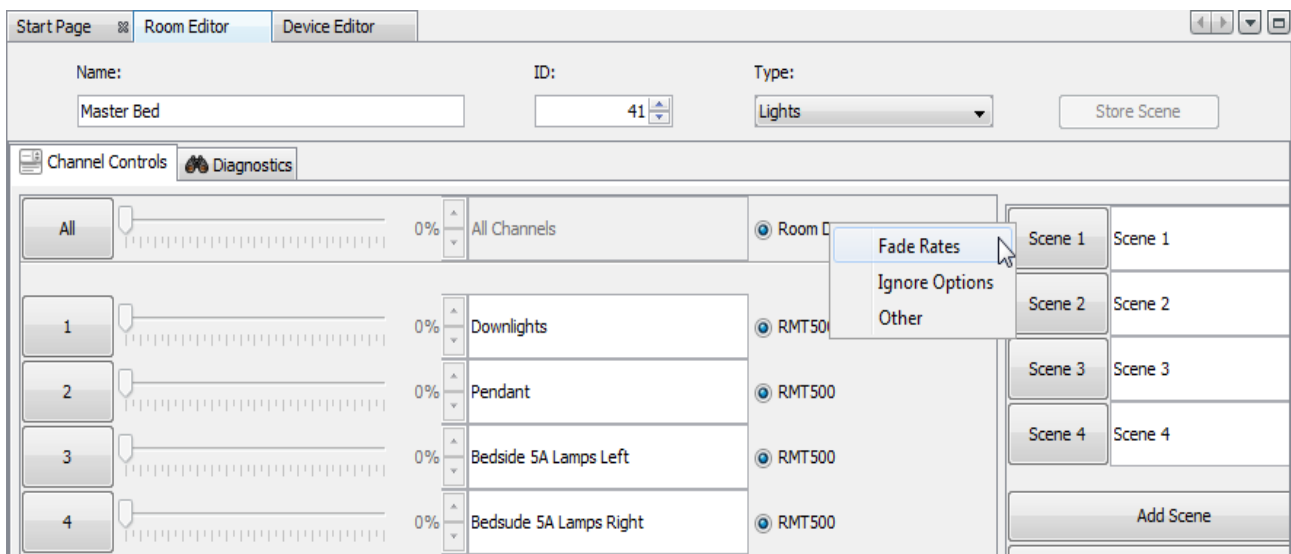 Start Page Room Editor Device Editor
Name: ID: Type:
Master Bed 41 Lights Store Scene
Channel Controls Diagnostics
All 0% All Channels Room D
Fade Rates
Ignore Options
Other
Scene 1 Scene 1
1 0% Downlights RMT50
Scene 2 Scene 2
2 0% Pendant RMT500
Scene 3 Scene 3
3 0% Bedside 5A Lamps Left RMT500
Scene 4 Scene 4
4 0% Bedsude 5A Lamps Right RMT500
Add Scene